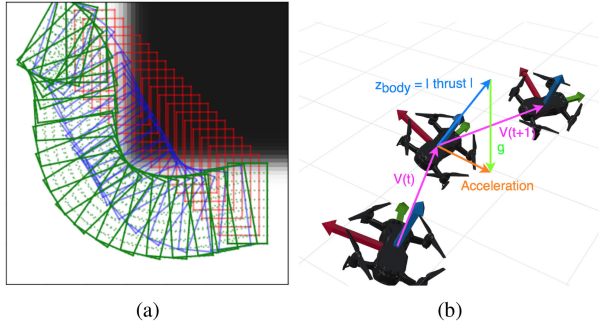 z_body = | thrust |
V(t+1)
g
V(t)
Acceleration
(a)
(b)